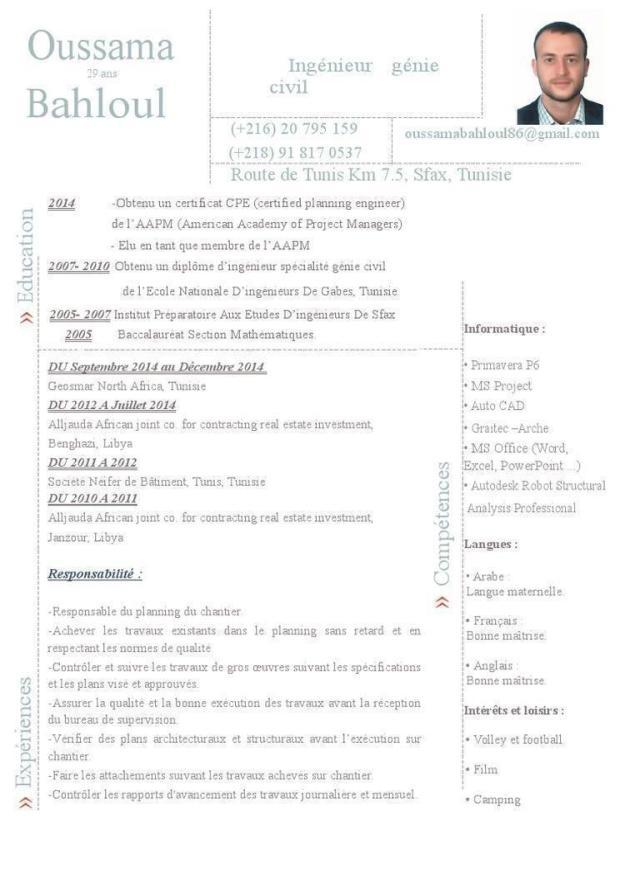 Oussama
29 ans
Bahloul
Ingénieur génie
civil
(+216) 20 795 159
(+218) 91 817 0537
oussamabahloul86@gmail.com
Route de Tunis Km 7.5, Sfax, Tunisie
Education
2014 -Obtenu un certificat CPE (certified planning engineer)
de l'AAPM (American Academy of Project Managers)
- Elu en tant que membre de l'AAPM
2007- 2010 Obtenu un diplôme d'ingénieur spécialité génie civil
de l'Ecole Nationale D'ingénieurs De Gabes, Tunisie
2005- 2007 Institut Préparatoire Aux Etudes D'ingénieurs De Sfax
2005 Baccalauréat Section Mathématiques.
Expériences
DU Septembre 2014 au Décembre 2014
Geosmar North Africa, Tunisie
DU 2012 A Juillet 2014
Alljauda African joint co. for contracting real estate investment,
Benghazi, Libya
DU 2011 A 2012
Société Neifer de Bâtiment, Tunis, Tunisie
DU 2010 A 2011
Alljauda African joint co. for contracting real estate investment,
Janzour, Libya
Responsabilité :
-Responsable du planning du chantier
-Achever les travaux existants dans le planning sans retard et en
respectant les normes de qualité
-Contrôler et suivre les travaux de gros œuvres suivant les spécifications
et les plans visé et approuvés.
-Assurer la qualité et la bonne exécution des travaux avant la réception
du bureau de supervision.
-Vérifier des plans architecturaux et structuraux avant l'exécution sur
chantier.
-Faire les attachements suivant les travaux achevés sur chantier.
-Contrôler les rapports d'avancement des travaux journalière et mensuel.
Compétences
Informatique :
• Primavera P6
• MS Project
• Auto CAD
• Graitec –Arche
• MS Office (Word,
Excel, PowerPoint ...)
• Autodesk Robot Structural
Analysis Professional
Langues :
• Arabe :
Langue maternelle.
• Français :
Bonne maîtrise.
• Anglais :
Bonne maîtrise.
Intérêts et loisirs :
• Volley et football
• Film
• Camping